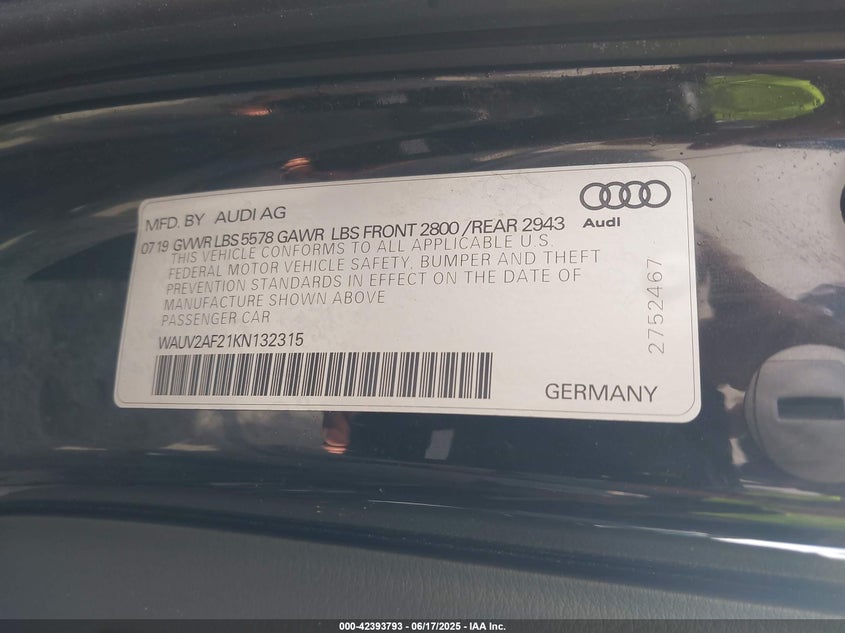 MFD. BY AUDI AG
Audi
0719 GVWR LBS 5578 GAWR LBS FRONT 2800 /REAR 2943
THIS VEHICLE CONFORMS TO ALL APPLICABLE U.S.
FEDERAL MOTOR VEHICLE SAFETY, BUMPER AND THEFT
PREVENTION STANDARDS IN EFFECT ON THE DATE OF
MANUFACTURE SHOWN ABOVE
PASSENGER CAR
WAUV2AF21KN132315
2752467
GERMANY
000-42393793 - 06/17/2025 - IAA Inc.